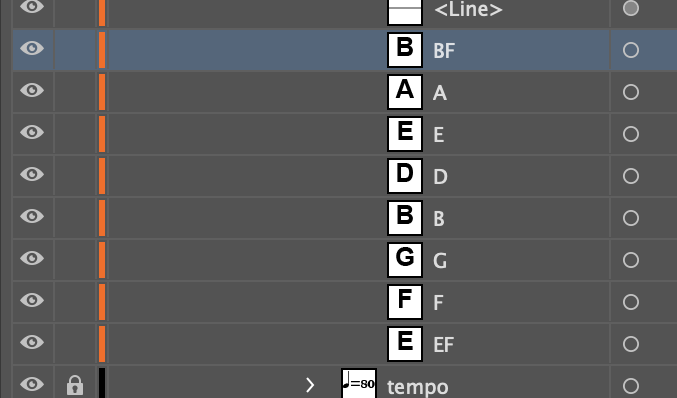 <Line>
B BF
A A
E E
D D
B B
G G
F F
E EF
♩=80 tempo